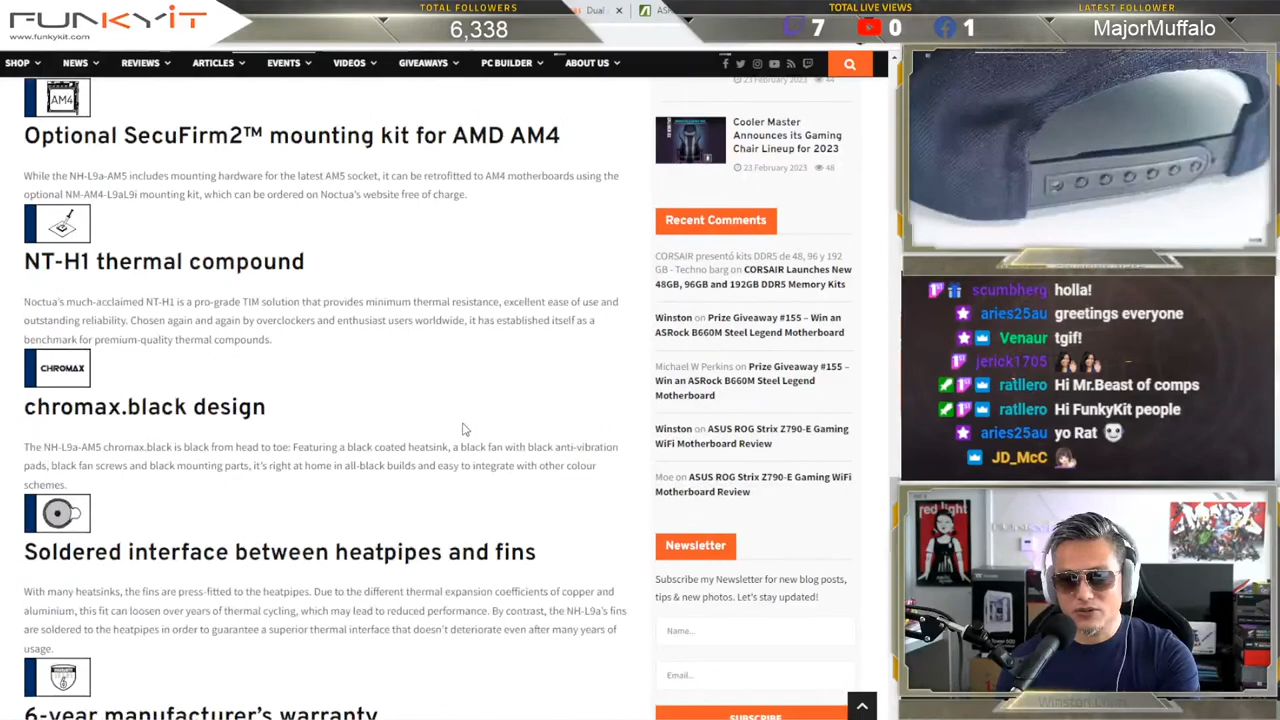 FUNKYIT
www.funkykit.com
TOTAL FOLLOWERS
6,338
Dual
TOTAL LIVE VIEWS
7
0
1
LATEST FOLLOWER
MajorMuffalo
SHOP NEWS REVIEWS ARTICLES EVENTS VIDEOS GIVEAWAYS PC BUILDER ABOUT US
AM4
Optional SecuFirm2™ mounting kit for AMD AM4
While the NH-L9a-AM5 includes mounting hardware for the latest AM5 socket, it can be retrofitted to AM4 motherboards using the
optional NM-AM4-L9aL9i mounting kit, which can be ordered on Noctua's website free of charge.
NT-H1 thermal compound
Noctua's much-acclaimed NT-H1 is a pro-grade TIM solution that provides minimum thermal resistance, excellent ease of use and
outstanding reliability. Chosen again and again by overclockers and enthusiast users worldwide, it has established itself as a
benchmark for premium-quality thermal compounds.
CHROMAX
chromax.black design
The NH-L9a-AM5 chromax.black is black from head to toe: Featuring a black coated heatsink, a black fan with black anti-vibration
pads, black fan screws and black mounting parts, it's right at home in all-black builds and easy to integrate with other colour
schemes.
Soldered interface between heatpipes and fins
With many heatsinks, the fins are press-fitted to the heatpipes. Due to the different thermal expansion coefficients of copper and
aluminium, this fit can loosen over years of thermal cycling, which may lead to reduced performance. By contrast, the NH-L9a's fins
are soldered to the heatpipes in order to guarantee a superior thermal interface that doesn't deteriorate even after many years of
usage.
6-year manufacturer's warranty
23 February 2023 44
Cooler Master
Announces its Gaming
Chair Lineup for 2023
23 February 2023 48
Recent Comments
CORSAIR presentó kits DDR5 de 48, 96 y 192
GB - Techno barg on CORSAIR Launches New
48GB, 96GB and 192GB DDR5 Memory Kits
Winston on Prize Giveaway #155 – Win an
ASRock B660M Steel Legend Motherboard
Michael W Perkins on Prize Giveaway #155 –
Win an ASRock B660M Steel Legend
Motherboard
Winston on ASUS ROG Strix Z790-E Gaming
WiFi Motherboard Review
Moe on ASUS ROG Strix Z790-E Gaming WiFi
Motherboard Review
Newsletter
Subscribe my Newsletter for new blog posts,
tips & new photos. Let's stay updated!
Name...
Email...
SUBSCRIBE
scumbherg holla!
aries25au greetings everyone
Venaur tgif!
jerick1705
ratllero Hi Mr.Beast of comps
ratllero Hi FunkyKit people
aries25au yo Rat
JD_McC
red light
Winston Chim